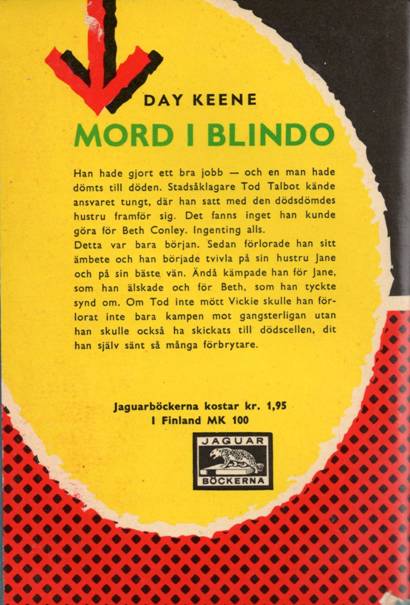 DAY KEENE
MORD I BLINDO
Han hade gjort ett bra jobb — och en man hade
dömts till döden. Stadsåklagare Tod Talbot kände
ansvaret tungt, där han satt med den dödsdömdes
hustru framför sig. Det fanns inget han kunde
göra för Beth Conley. Ingenting alls.
Detta var bara början. Sedan förlorade han sitt
ämbete och han började tvivla på sin hustru Jane
och på sin bäste vän. Ändå kämpade han för Jane,
som han älskade och för Beth, som han tyckte
synd om. Om Tod inte mött Vickie skulle han för-
lorat inte bara kampen mot gangsterligan utan
han skulle också ha skickats till dödscellen, dit
han själv sänt så många förbrytare.
Jaguarböckerna kostar kr. 1,95
I Finland MK 100
JAGUAR
BÖCKERNA